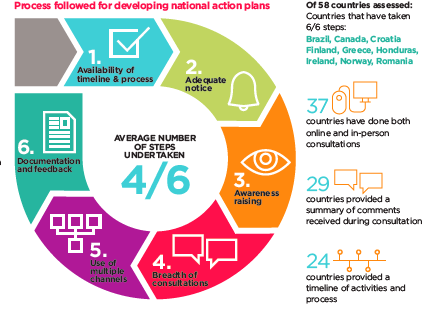 Process followed for developing national action plans
1.
Availability of
timeline & process
2.
Adequate
notice
3.
Awareness
raising
4.
Breadth of
consultations
5.
Use of
multiple
channels
6.
Documentation
and feedback
AVERAGE NUMBER
OF STEPS
UNDERTAKEN
4/6
Of 58 countries assessed:
Countries that have taken
6/6 steps:
Brazil, Canada, Croatia
Finland, Greece, Honduras,
Ireland, Norway, Romania
37
countries have done both
online and in-person
consultations
29
countries provided a
summary of comments
received during consultation
24
countries provided a
timeline of activities and
process